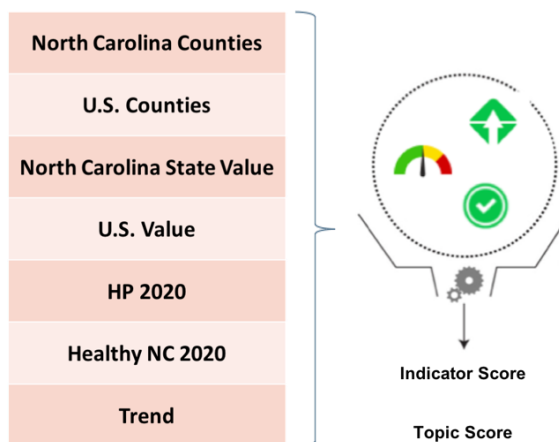 North Carolina Counties
U.S. Counties
North Carolina State Value
U.S. Value
HP 2020
Healthy NC 2020
Trend
Indicator Score
Topic Score